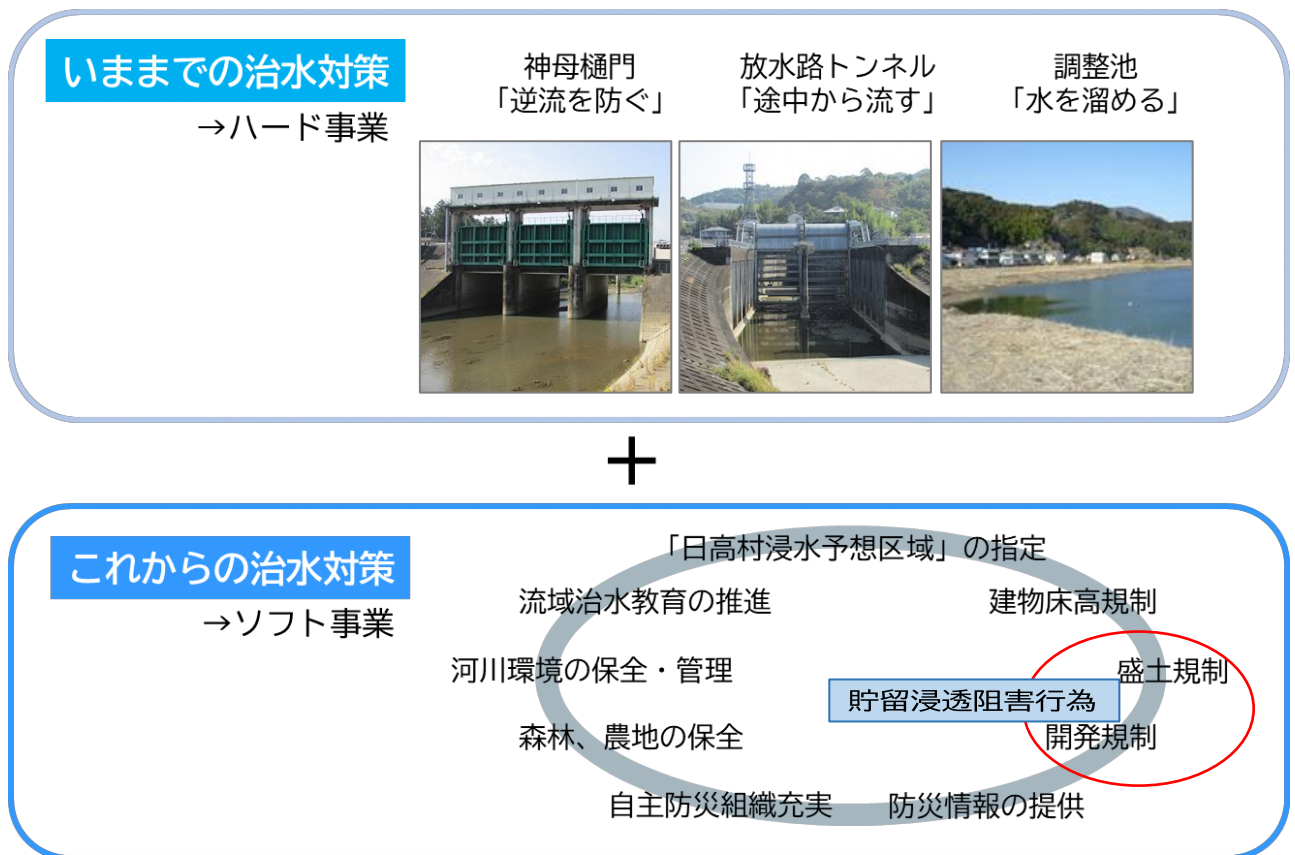 いままでの治水対策
→ハード事業
神母樋門
「逆流を防ぐ」
放水路トンネル
「途中から流す」
調整池
「水を溜める」
+
これからの治水対策
→ソフト事業
「日高村浸水予想区域」の指定
流域治水教育の推進
建物床高規制
河川環境の保全・管理
盛土規制
貯留浸透阻害行為
森林、農地の保全
開発規制
自主防災組織充実
防災情報の提供